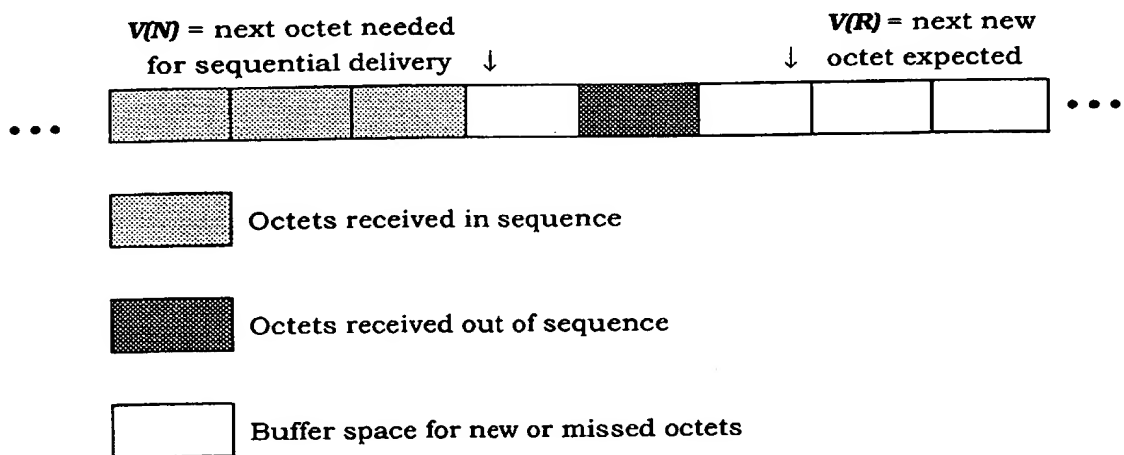 V(N) = next octet needed
for sequential delivery ↓
V(R) = next new
↓ octet expected
••• •••
Octets received in sequence
Octets received out of sequence
Buffer space for new or missed octets